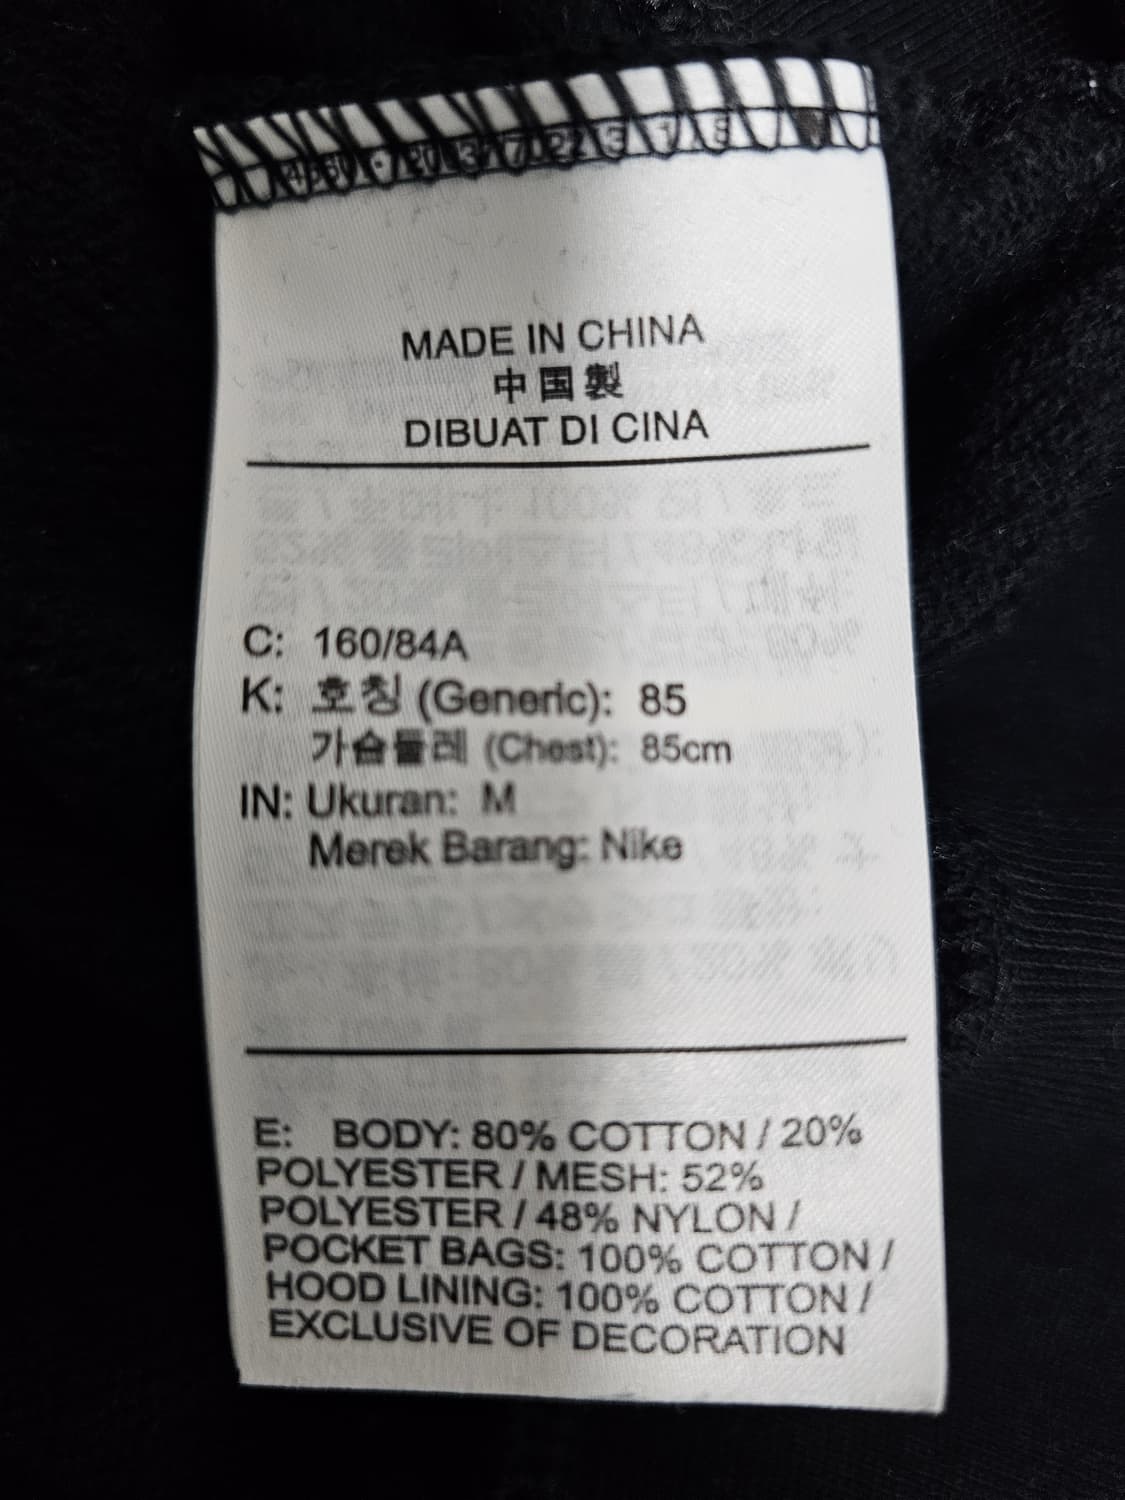 MADE IN CHINA
中国製
DIBUAT DI CINA
C: 160/84A
K: 호칭 (Generic): 85
가슴둘레 (Chest): 85cm
IN: Ukuran: M
Merek Barang: Nike
E: BODY: 80% COTTON / 20%
POLYESTER / MESH: 52%
POLYESTER / 48% NYLON /
POCKET BAGS: 100% COTTON /
HOOD LINING: 100% COTTON /
EXCLUSIVE OF DECORATION